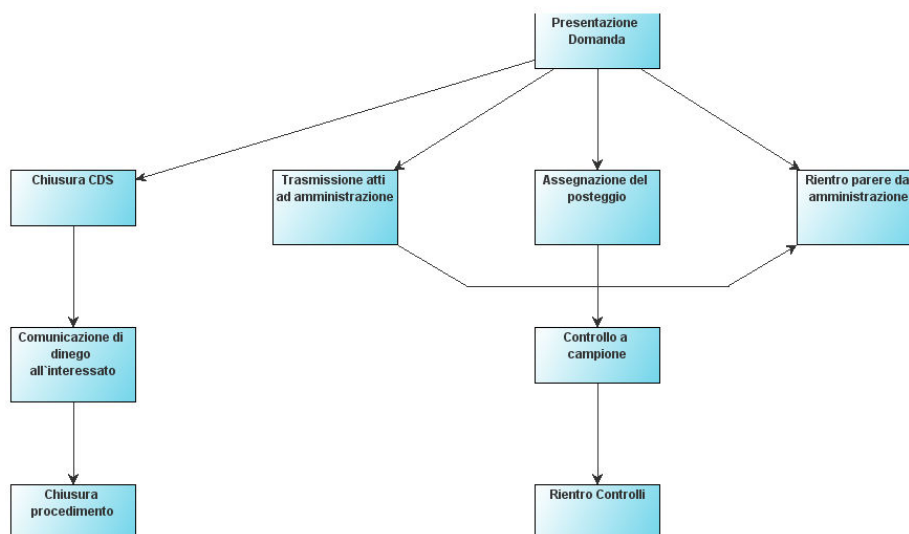 Presentazione
Domanda
Chiusura CDS
Trasmissione atti
ad amministrazione
Assegnazione del
posteggio
Rientro parere da
amministrazione
Comunicazione di
dinego
all`interessato
Controllo a
campione
Chiusura
procedimento
Rientro Controlli